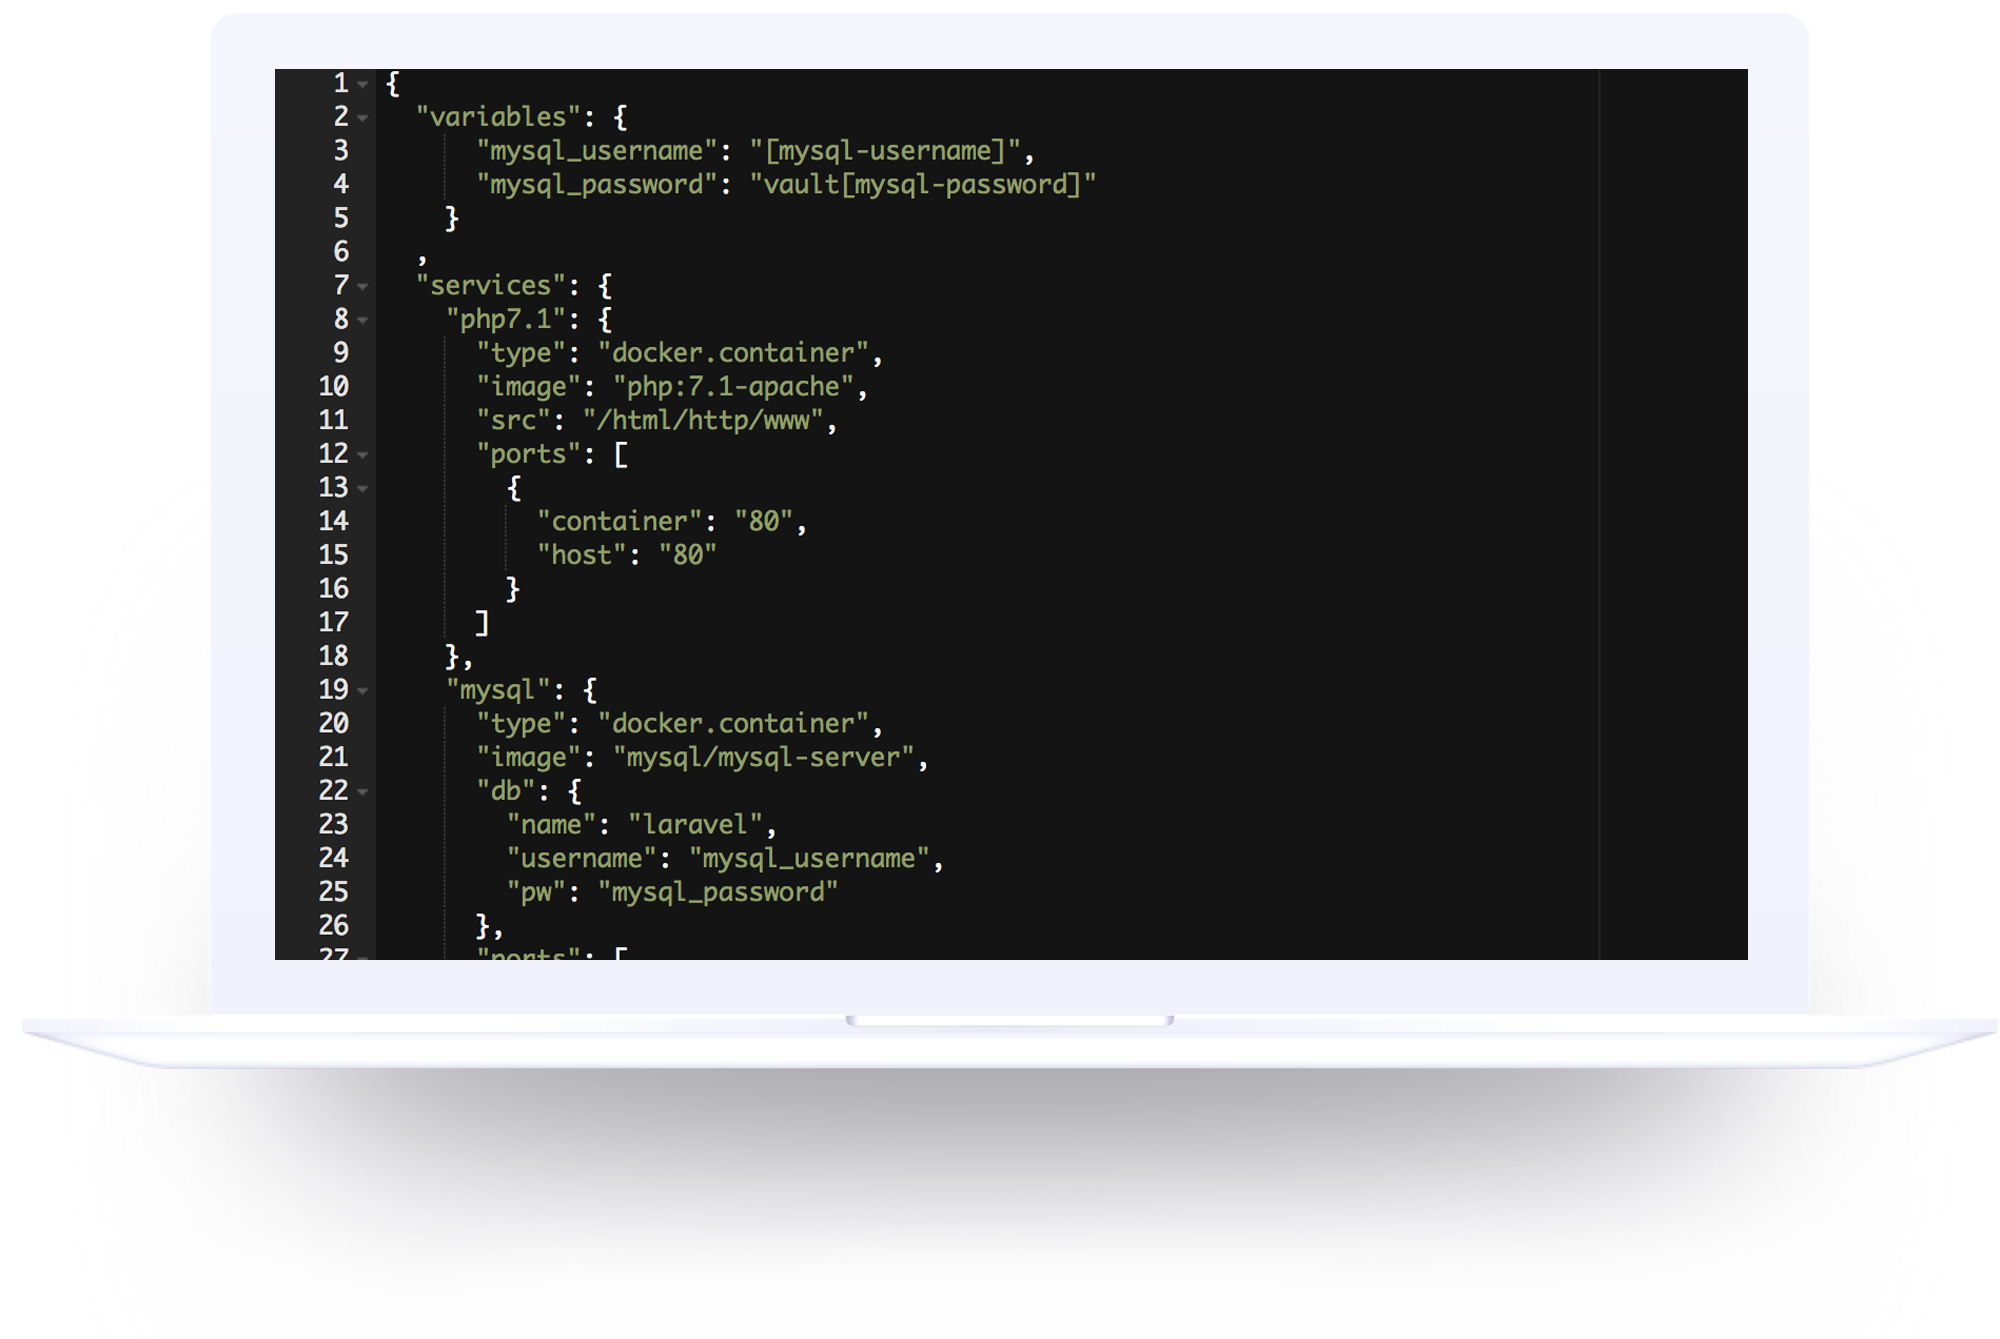 1 {
2 "variables": {
3 "mysql_username": "[mysql-username]",
4 "mysql_password": "vault[mysql-password]"
5 }
6 ,
7 "services": {
8 "php7.1": {
9 "type": "docker.container",
10 "image": "php:7.1-apache",
11 "src": "/html/http/www",
12 "ports": [
13 {
14 "container": "80",
15 "host": "80"
16 }
17 ]
18 },
19 "mysql": {
20 "type": "docker.container",
21 "image": "mysql/mysql-server",
22 "db": {
23 "name": "laravel",
24 "username": "mysql_username",
25 "pw": "mysql_password"
26 },
27 "ports": [